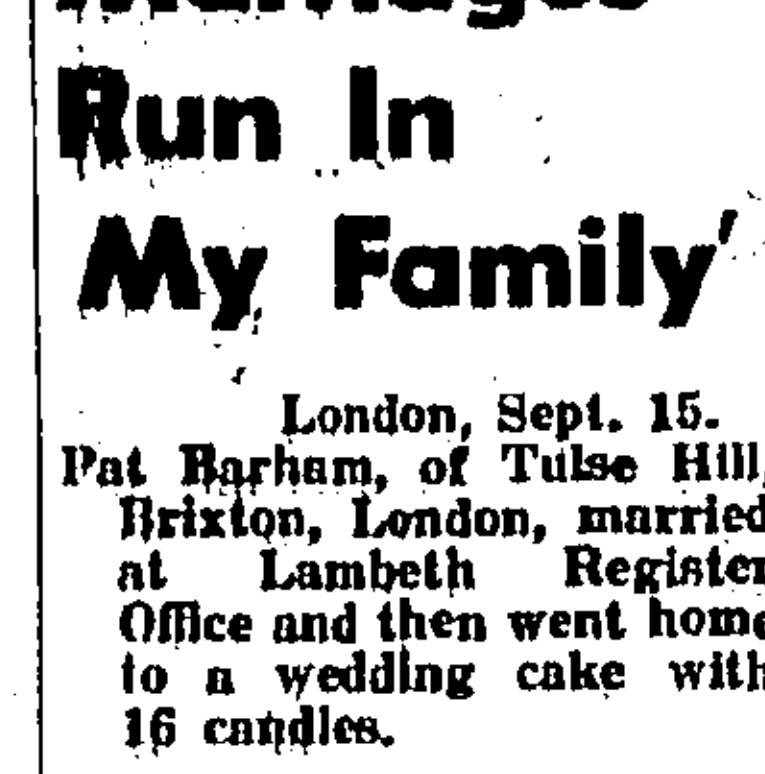 Marriages
Run In
My Family'
London, Sept. 15.
Pat Barham, of Tulse Hill,
Brixton, London, married
at Lambeth Register
Office and then went home
to a wedding cake with
16 candles.